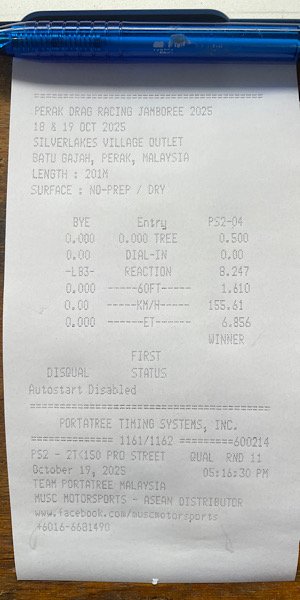 ================================================
PERAK DRAG RACING JAMBOREE 2025
18 & 19 OCT 2025
SILVERLAKES VILLAGE OUTLET
BATU GAJAH, PERAK, MALAYSIA
LENGTH : 201M
SURFACE : NO-PREP / DRY
BYE Entry PS2-04
0.000 0.000 TREE 0.500
0.00 DIAL-IN 0.00
-LB3- REACTION 8.247
0.000 -----60FT----- 1.610
0.00 -----KM/H----- 155.61
0.000 ------ET------ 6.856
WINNER
FIRST
DISQUAL STATUS
Autostart Disabled
================================================
PORTATREE TIMING SYSTEMS, INC.
============= 1161/1162 =========600214
PS2 - 2T(150 PRO STREET QUAL RND 11
October 19, 2025 05:16:30 PM
TEAM PORTATREE MALAYSIA
MUSC MOTORSPORTS - ASEAN DISTRIBUTOR
www.facebook.com/muscmotorsports
+6016-6681490